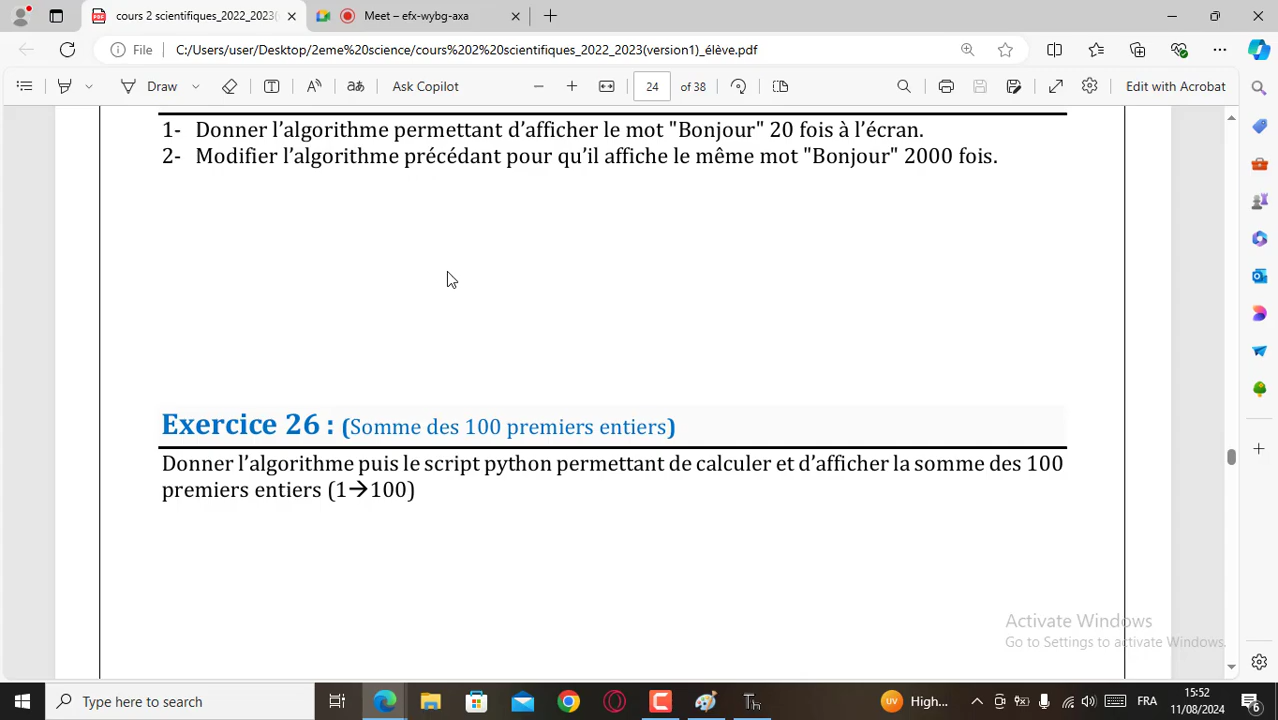 cours 2 scientifiques_2022_2023(
Meet – efx-wybg-axa
File
C:/Users/user/Desktop/2eme%20science/cours%202%20scientifiques_2022_2023(version1)_élève.pdf
Draw
Ask Copilot
24 of 38
Edit with Acrobat
1- Donner l’algorithme permettant d’afficher le mot "Bonjour" 20 fois à l’écran.
2- Modifier l’algorithme précédant pour qu’il affiche le même mot "Bonjour" 2000 fois.
Exercice 26 : (Somme des 100 premiers entiers)
Donner l’algorithme puis le script python permettant de calculer et d’afficher la somme des 100
premiers entiers (1→100)
Activate Windows
Go to Settings to activate Windows.
Type here to search
High...
FRA
15:52
11/08/2024
6